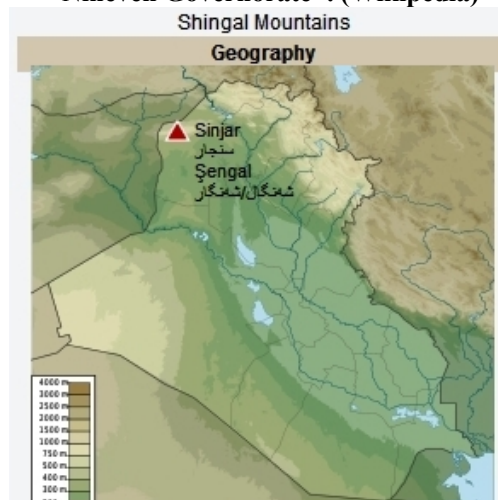 Nineveh Governorate (Wikipedia)
Shingal Mountains
Geography
Sinjar
سنجار
Şengal
شەنگال/شەنگار
4000 m
3000 m
2500 m
2000 m
1500 m
1000 m
750 m
500 m
400 m
300 m